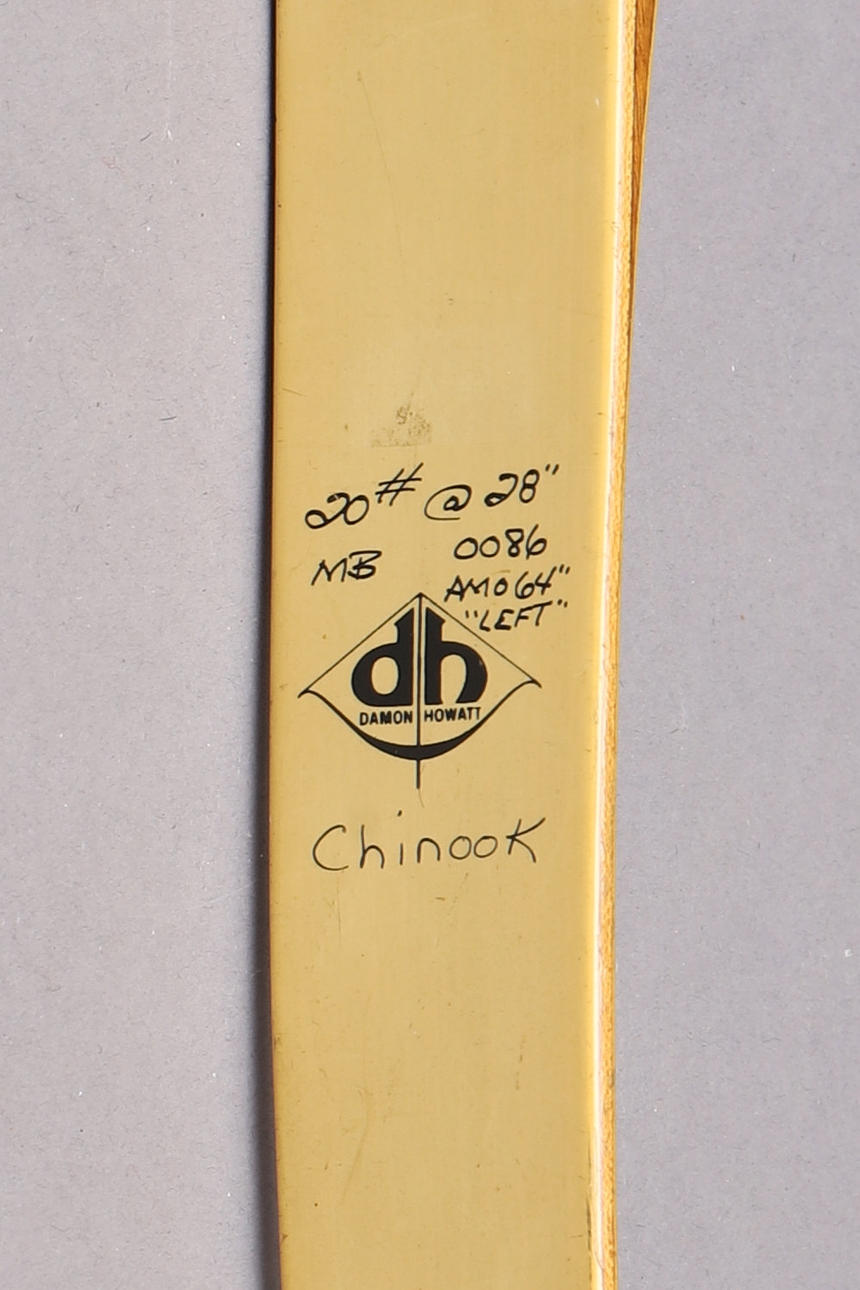 20# @ 28"
MB 0086
AMO 64"
"LEFT"
dh
DAMON HOWATT
Chinook